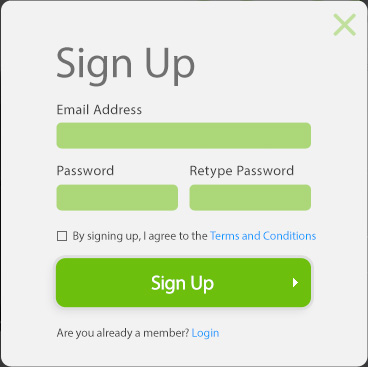 Sign Up
Email Address
Password
Retype Password
By signing up, I agree to the Terms and Conditions
Sign Up
Are you already a member? Login